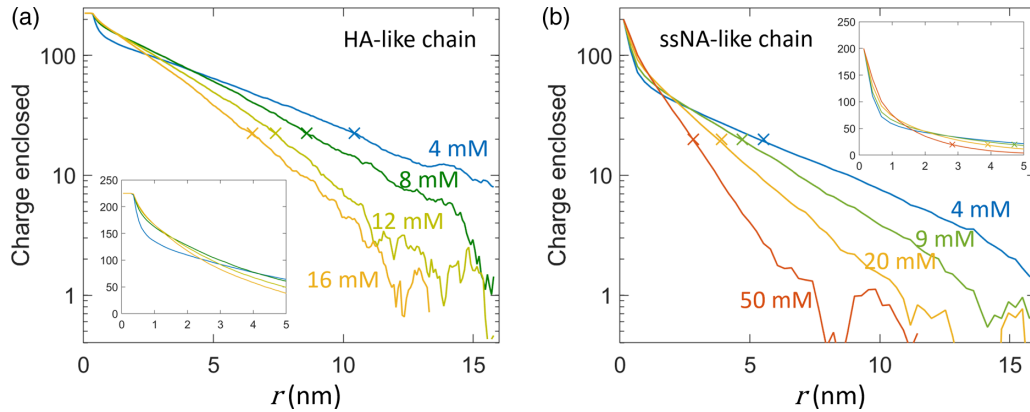 (a)
HA-like chain
Charge enclosed
100
10
1
4 mM
8 mM
12 mM
16 mM
250
200
150
100
50
0
0 1 2 3 4 5
0 5 10 15
r (nm)
(b)
ssNA-like chain
Charge enclosed
100
10
1
250
200
150
100
50
0
0 1 2 3 4 5
4 mM
9 mM
20 mM
50 mM
0 5 10 15
r (nm)